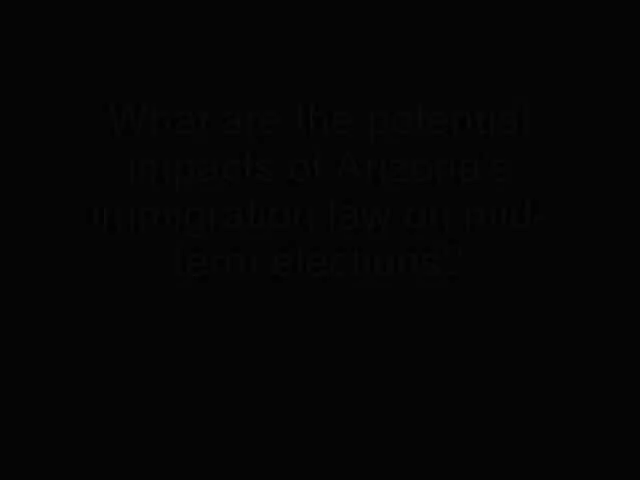 What are the potential
impacts of Arizona's
immigration law on mid-
term elections?